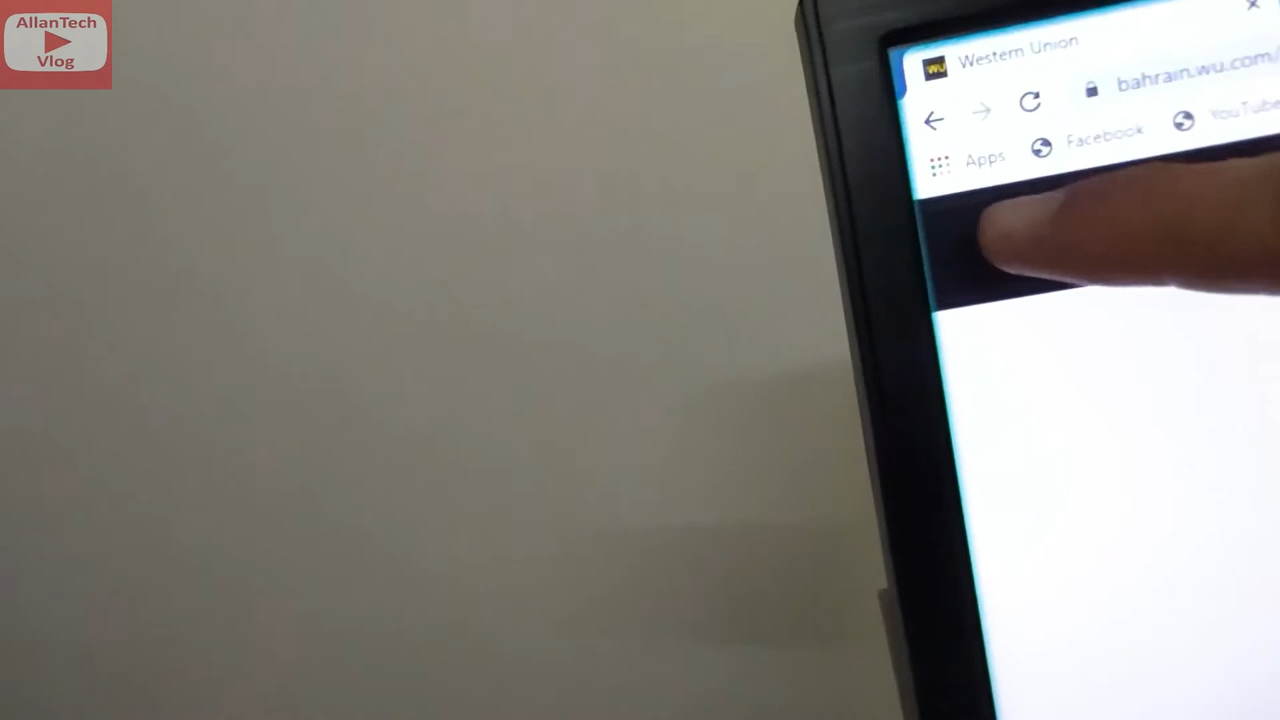 AllanTech
Vlog
WU Western Union
bahrain.wu.com/
Apps Facebook YouTube